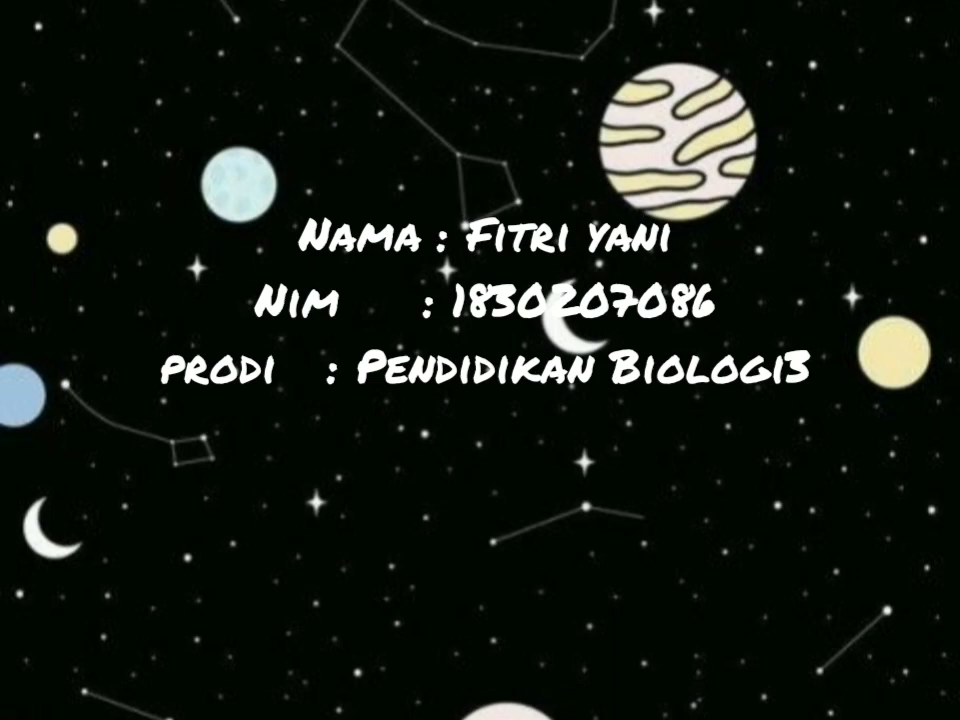 Nama : Fitri yani
Nim : 1830207086
prodi : Pendidikan Biologi3